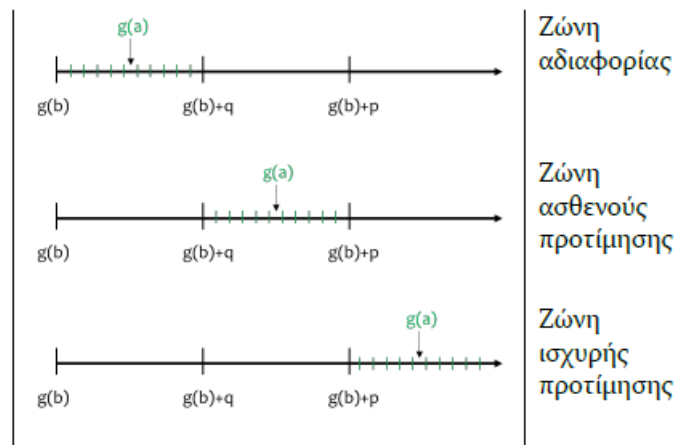 g(a)
g(b) g(b)+q g(b)+p
Ζώνη
αδιαφορίας
g(a)
g(b) g(b)+q g(b)+p
Ζώνη
ασθενούς
προτίμησης
g(a)
g(b) g(b)+q g(b)+p
Ζώνη
ισχυρής
προτίμησης